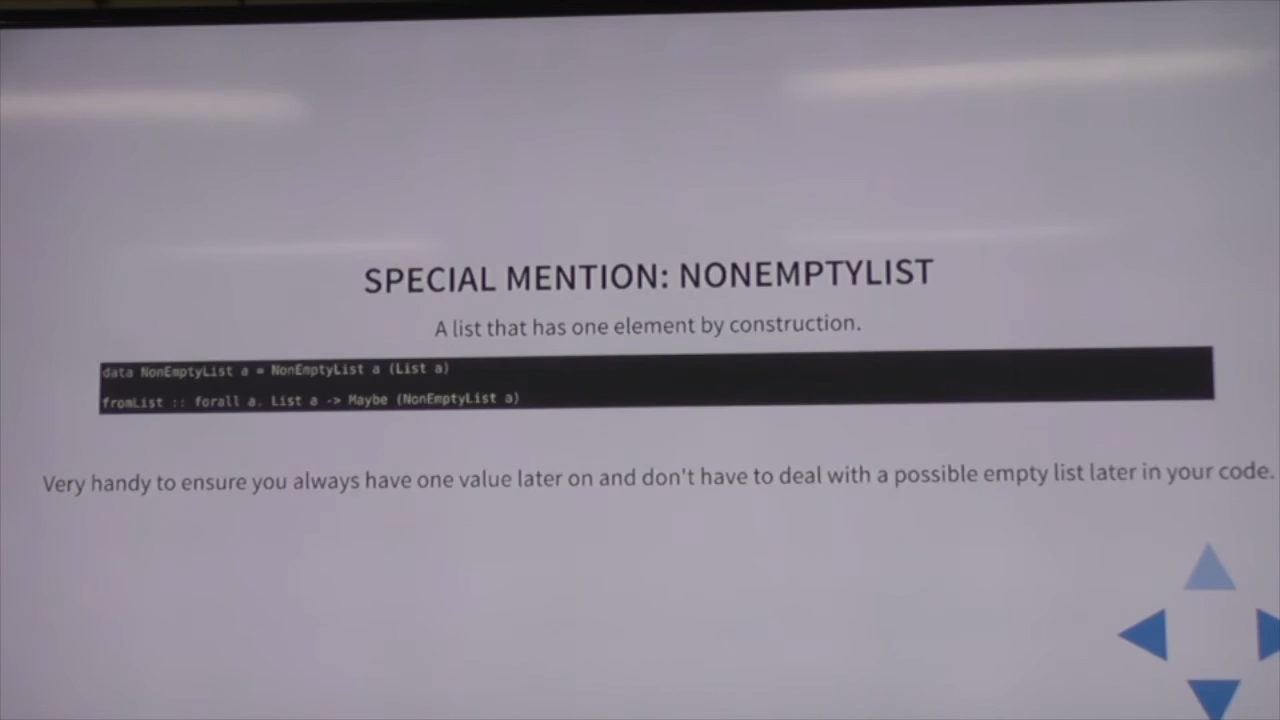 SPECIAL MENTION: NONEMPTYLIST
A list that has one element by construction.
data NonEmptyList a = NonEmptyList a (List a)
fromList :: forall a. List a -> Maybe (NonEmptyList a)
Very handy to ensure you always have one value later on and don't have to deal with a possible empty list later in your code.